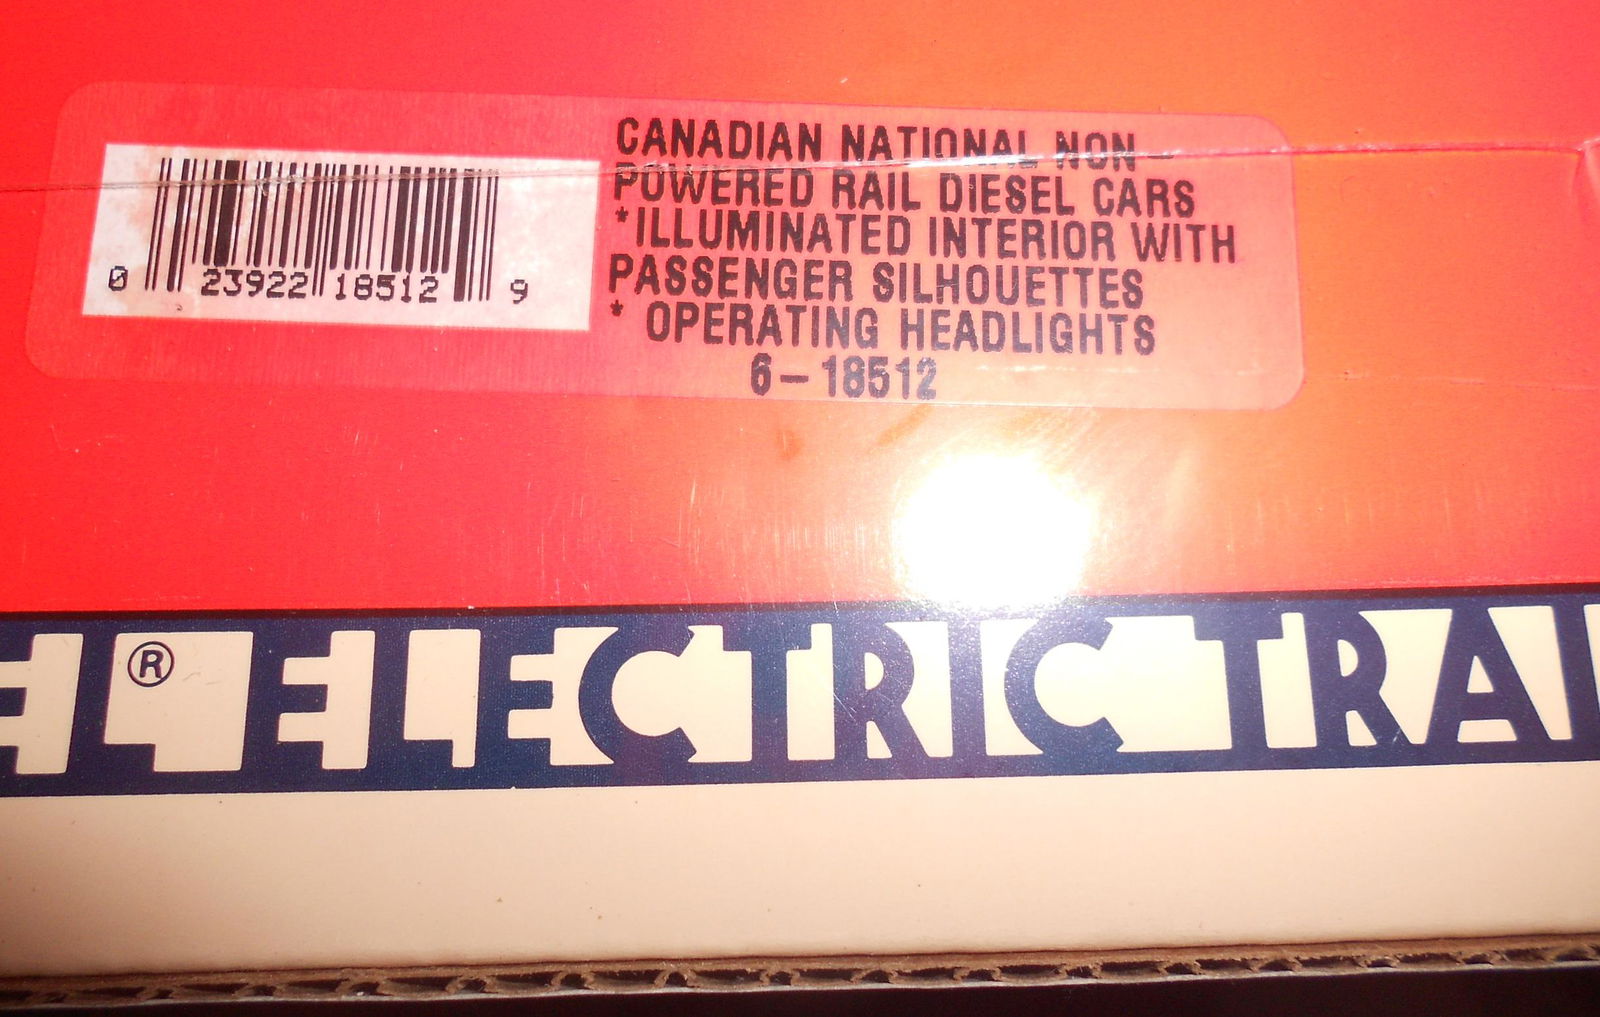 CANADIAN NATIONAL NON-
POWERED RAIL DIESEL CARS
*ILLUMINATED INTERIOR WITH
PASSENGER SILHOUETTES
* OPERATING HEADLIGHTS
6-18512
0 23922 18512 9
EL® ELECTRIC TRAI